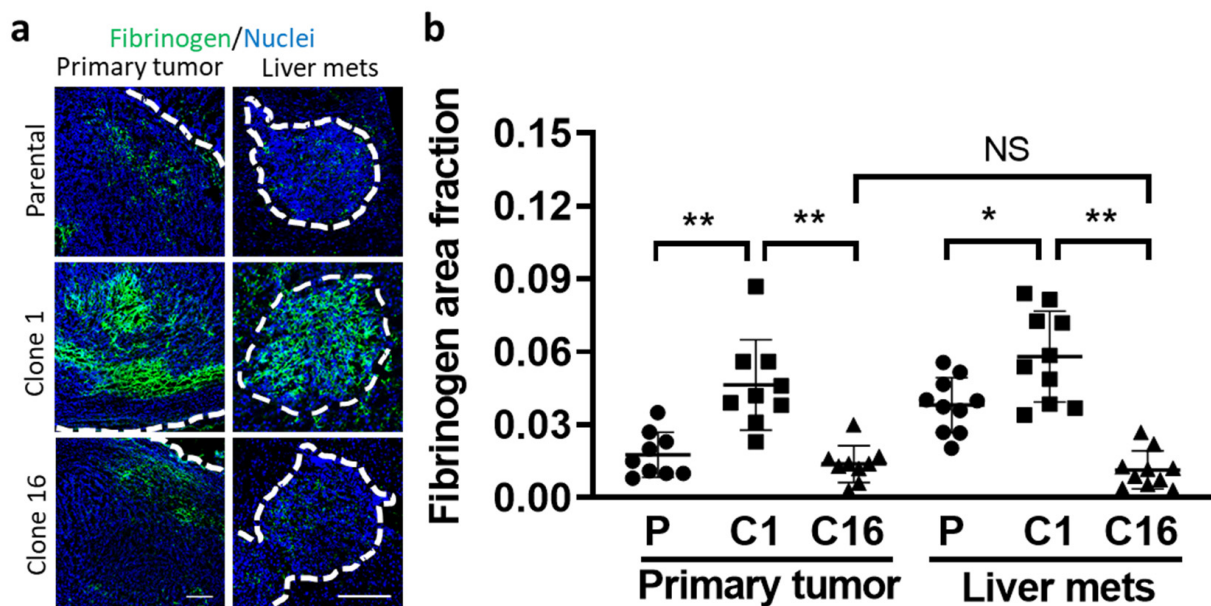 a
Fibrinogen/Nuclei
Primary tumor Liver mets
Parental
Clone 1
Clone 16
b
Fibrinogen area fraction
0.15
0.12
0.09
0.06
0.03
0.00
NS
** ** * **
P C1 C16 P C1 C16
Primary tumor Liver mets